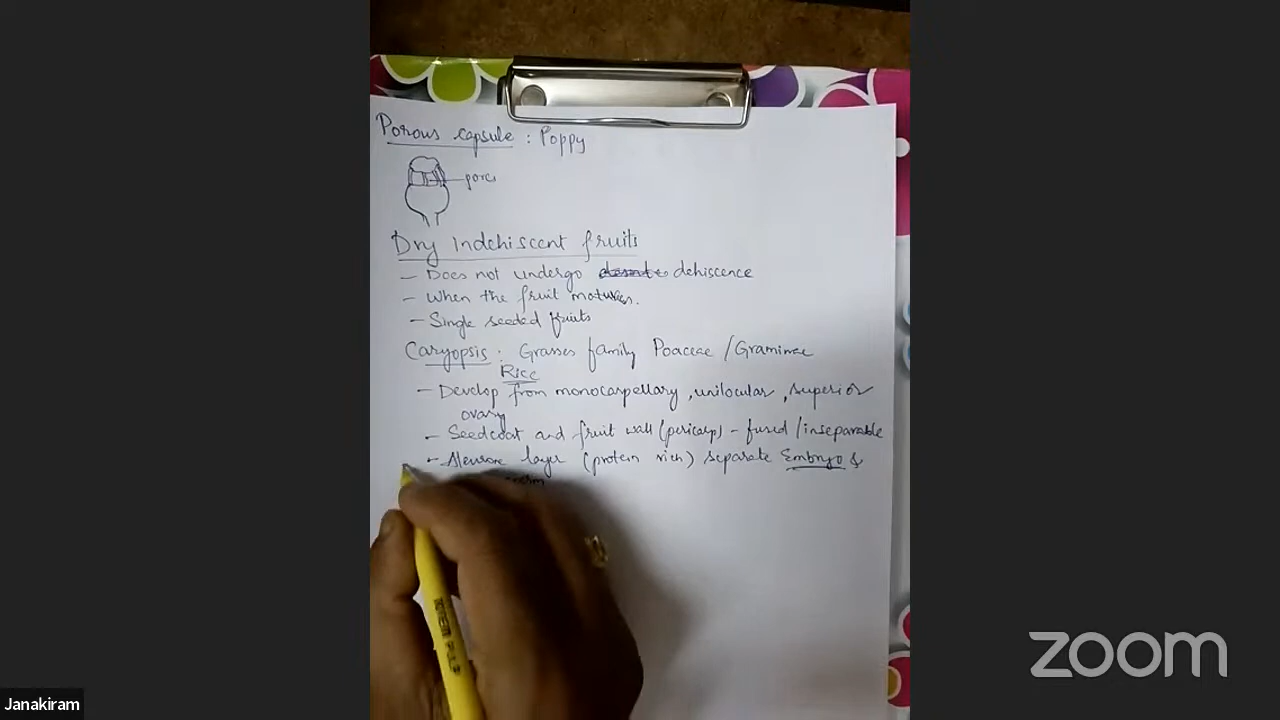 Porous capsule : Poppy
pores
Dry Indehiscent fruits
- Does not undergo dehiscence
- When the fruit matures.
- Single seeded fruits
Caryopsis : Grasses family Poaceae / Graminae
Rice
- Develop from monocarpellary, unilocular, superior
ovary
- Seedcoat and fruit wall (pericarp) - fused / inseparable
- Aleurone layer (protein rich) separate Embryo &
zoom
Janakiram